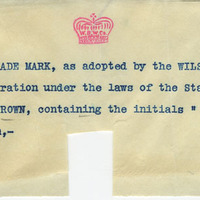 ADE MARK, as adopted by the WILS
ration under the laws of the Sta
ROWN, containing the initials "
,-